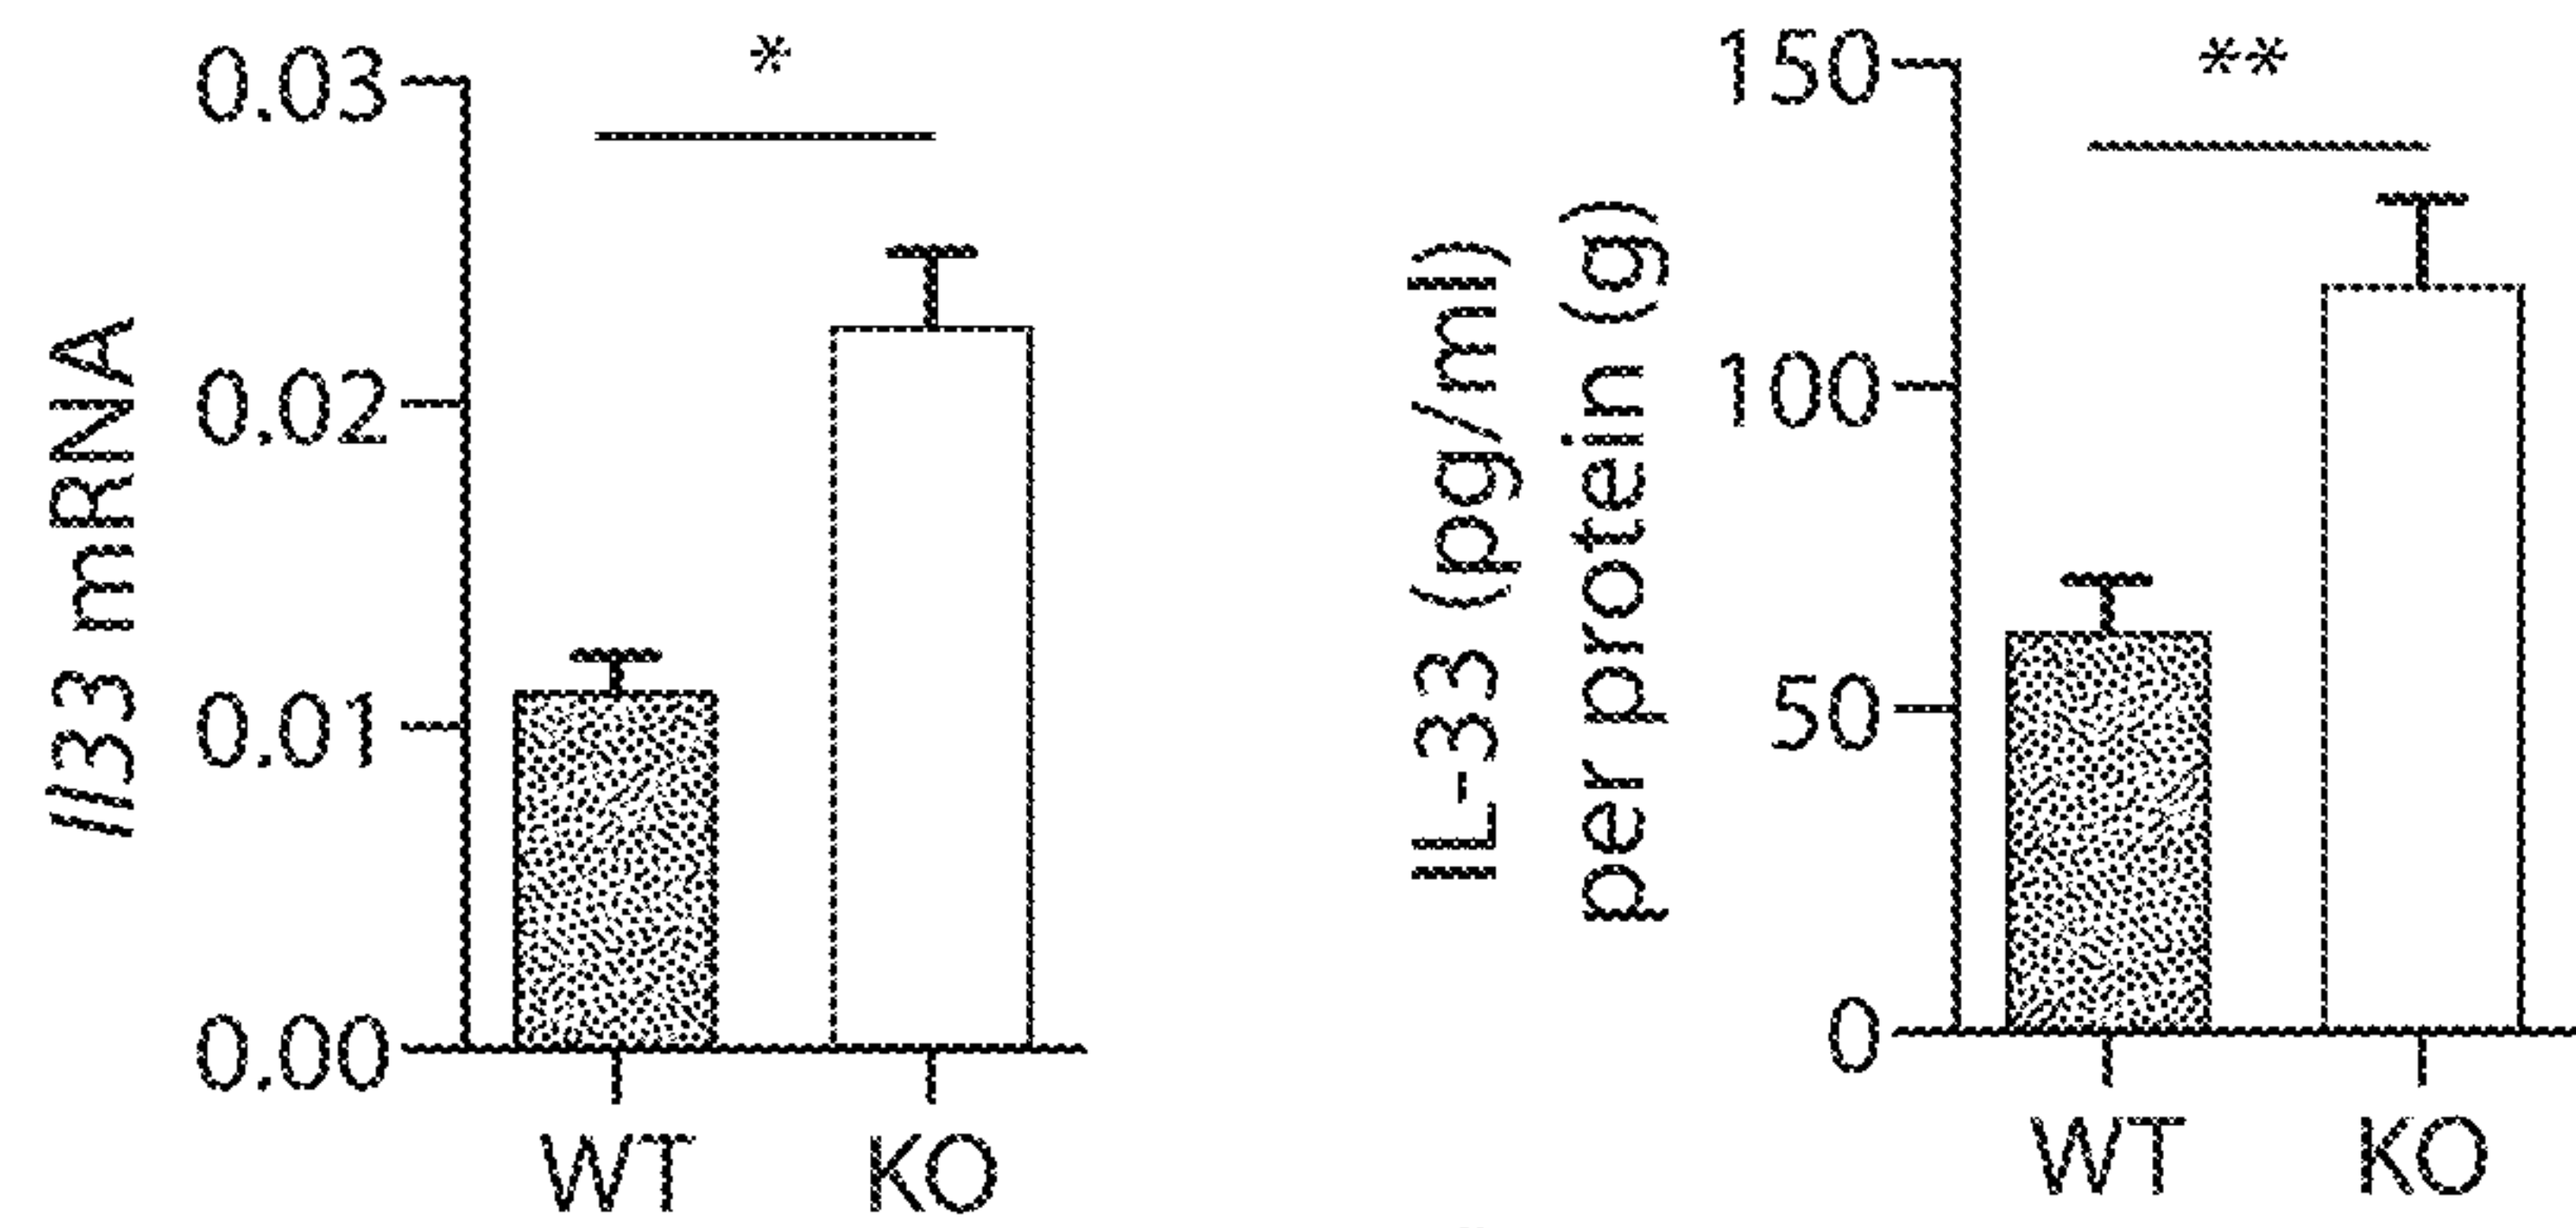 0.03
0.02
0.01
0.00
Il33 mRNA
*
WT KO
150
100
50
0
IL-33 (pg/ml)
per protein (g)
**
WT KO